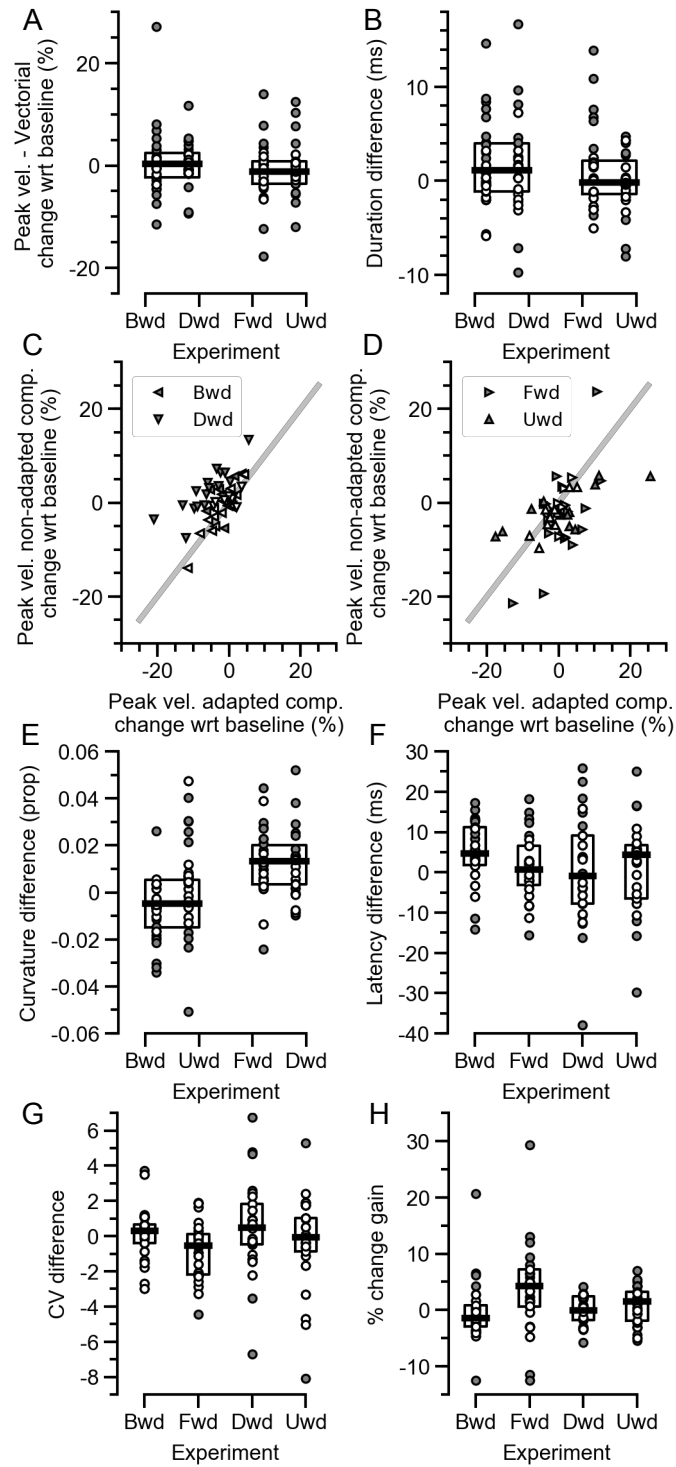 A
Peak vel. - Vectorial
change wrt baseline (%)
20
0
-20
Bwd Dwd Fwd Uwd
Experiment
B
Duration difference (ms)
10
0
-10
Bwd Dwd Fwd Uwd
Experiment
C
Peak vel. non-adapted comp.
change wrt baseline (%)
Bwd
Dwd
20
0
-20
-20 0 20
Peak vel. adapted comp.
change wrt baseline (%)
D
Peak vel. non-adapted comp.
change wrt baseline (%)
Fwd
Uwd
20
0
-20
-20 0 20
Peak vel. adapted comp.
change wrt baseline (%)
E
Curvature difference (prop)
0.06
0.04
0.02
0
-0.02
-0.04
-0.06
Bwd Uwd Fwd Dwd
Experiment
F
Latency difference (ms)
30
20
10
0
-10
-20
-30
-40
Bwd Fwd Dwd Uwd
Experiment
G
CV difference
6
4
2
0
-2
-4
-6
-8
Bwd Fwd Dwd Uwd
Experiment
H
% change gain
30
20
10
0
-10
Bwd Fwd Dwd Uwd
Experiment